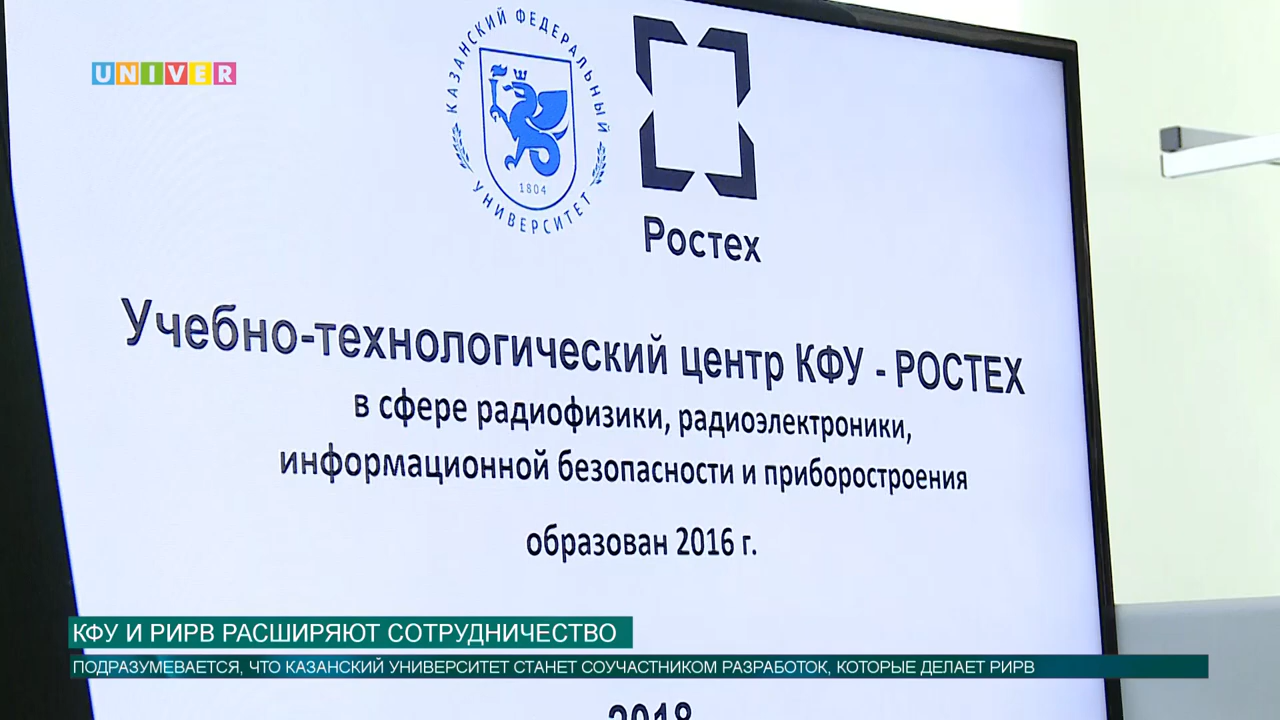 UNIVER
КАЗАНСКИЙ ФЕДЕРАЛЬНЫЙ
УНИВЕРСИТЕТ
1804
Ростех
Учебно-технологический центр КФУ - РОСТЕХ
в сфере радиофизики, радиоэлектроники,
информационной безопасности и приборостроения
образован 2016 г.
КФУ И РИРВ РАСШИРЯЮТ СОТРУДНИЧЕСТВО
ПОДРАЗУМЕВАЕТСЯ, ЧТО КАЗАНСКИЙ УНИВЕРСИТЕТ СТАНЕТ СОУЧАСТНИКОМ РАЗРАБОТОК, КОТОРЫЕ ДЕЛАЕТ РИРВ
2018